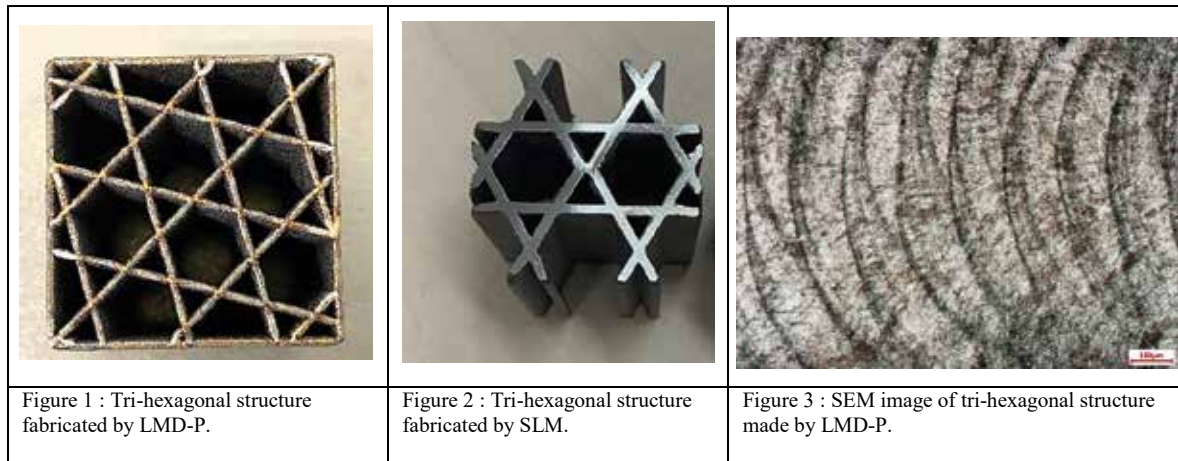 Figure 1 : Tri-hexagonal structure
fabricated by LMD-P.
Figure 2 : Tri-hexagonal structure
fabricated by SLM.
Figure 3 : SEM image of tri-hexagonal structure
made by LMD-P.